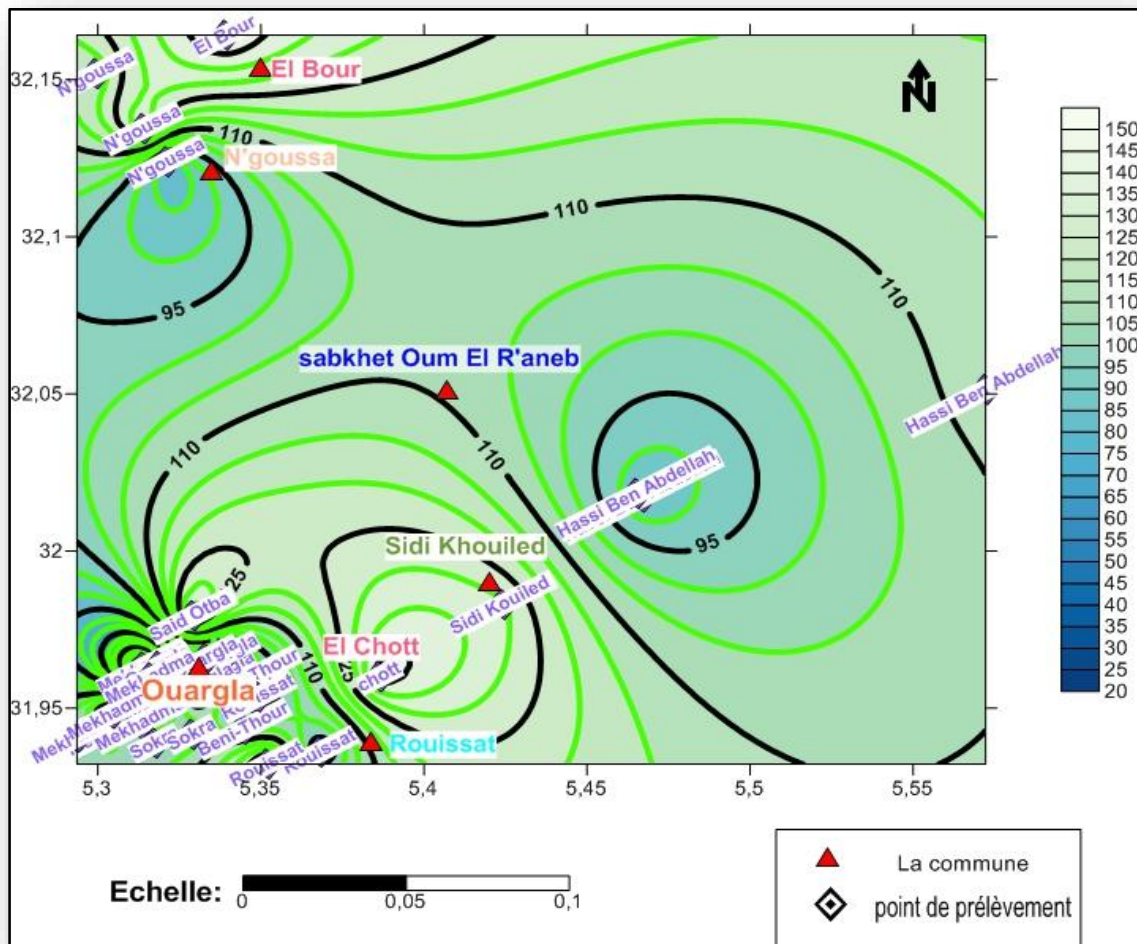 El Bour
N'goussa
El Bour
32,15
N
N'goussa
110
N'goussa
N'goussa
32,1
110
110
95
sabkhet Oum El R'aneb
32,05
Hassi Ben Abdellah
110
110
Hassi Ben Abdellah
95
32
Sidi Khouiled
25
Sidi Kouiled
Said Otba
El Chott
110
25
chott
Ouargla
Rouissat
Beni-Thour
31,95
Rouissat
Rouissat
Rouissat
5,3
5,35
5,4
5,45
5,5
5,55
150
145
140
135
130
125
120
115
110
105
100
95
90
85
80
75
70
65
60
55
50
45
40
35
30
25
20
Echelle:
0
0,05
0,1
La commune
point de prélèvement